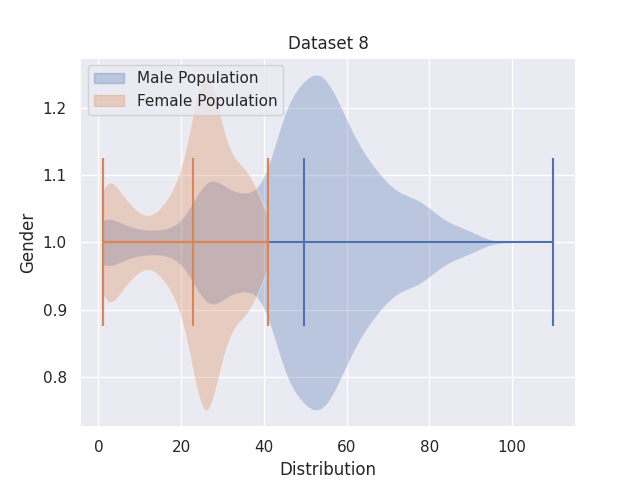 Dataset 8
Male Population
Female Population
Gender
1.2
1.1
1.0
0.9
0.8
0 20 40 60 80 100
Distribution